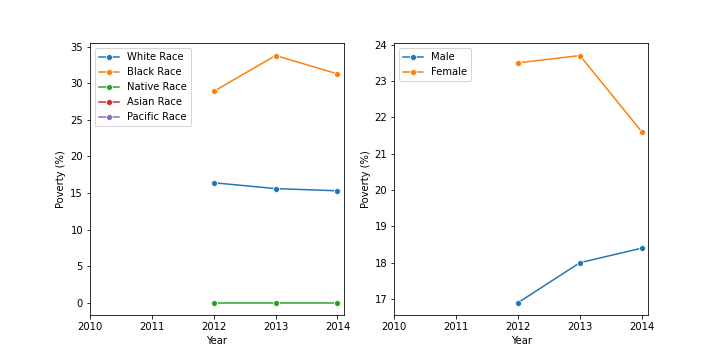 35
30
25
20
15
10
5
0
Poverty (%)
White Race
Black Race
Native Race
Asian Race
Pacific Race
2010 2011 2012 2013 2014
Year
24
23
22
21
20
19
18
17
Poverty (%)
Male
Female
2010 2011 2012 2013 2014
Year